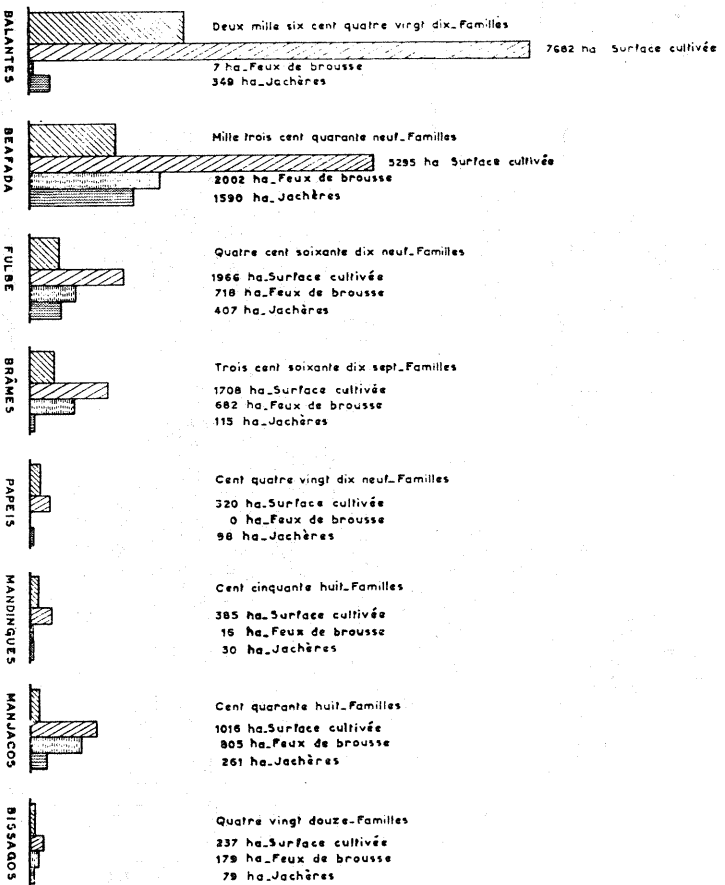 BALANTES
Deux mille six cent quatre virgt dix_Familles
7682 ha Surface cultivée
7 ha_Feux de brousse
349 ha_Jachères
BEAFADA
Mille trois cent quarante neuf_Familles
5295 ha Surface cultivée
2002 ha_Feux de brousse
1590 ha_Jachères
FULBE
Quatre cent soixante dix neuf_Familles
1966 ha_Surface cultivée
718 ha_Feux de brousse
407 ha_Jachères
BRÂMES
Trois cent soixante dix sept_Familles
1708 ha_Surface cultivée
682 ha_Feux de brousse
115 ha_Jachères
PAPEIS
Cent quatre vingt dix neuf_Familles
320 ha_Surface cultivée
0 ha_Feux de brousse
98 ha_Jachères
MANDINGUES
Cent cinquante huit_Familles
385 ha_Surface cultivée
16 ha_Feux de brousse
30 ha_Jachères
MANJACOS
Cent quarante huit_Familles
1016 ha_Surface cultivée
805 ha_Feux de brousse
261 ha_Jachères
BISSAGOS
Quatre vingt douze_Familles
237 ha_Surface cultivée
179 ha_Feux de brousse
79 ha_Jachères